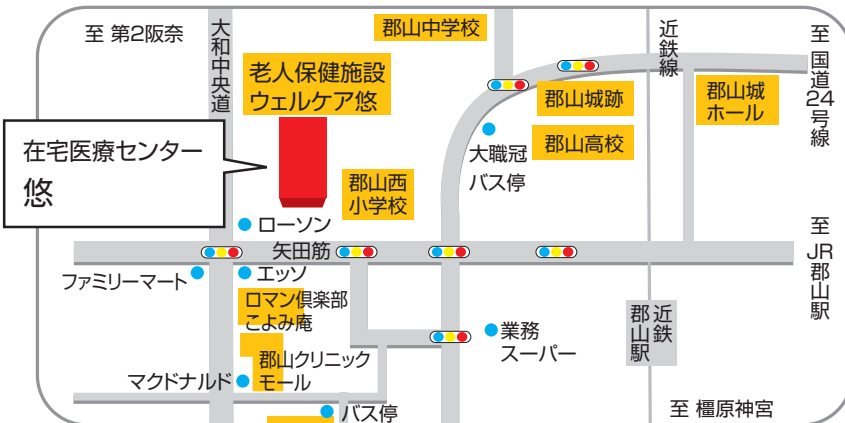 至 第2阪奈
大和中央道
郡山中学校
近鉄線
至 国道24号線
老人保健施設
ウェルケア悠
郡山城跡
郡山城
ホール
在宅医療センター
悠
大職冠
バス停
郡山高校
郡山西
小学校
ローソン
矢田筋
至 JR郡山駅
ファミリーマート
エッソ
ロマン倶楽部
こよみ庵
近鉄
郡山駅
業務
スーパー
郡山クリニック
モール
マクドナルド
バス停
至 橿原神宮